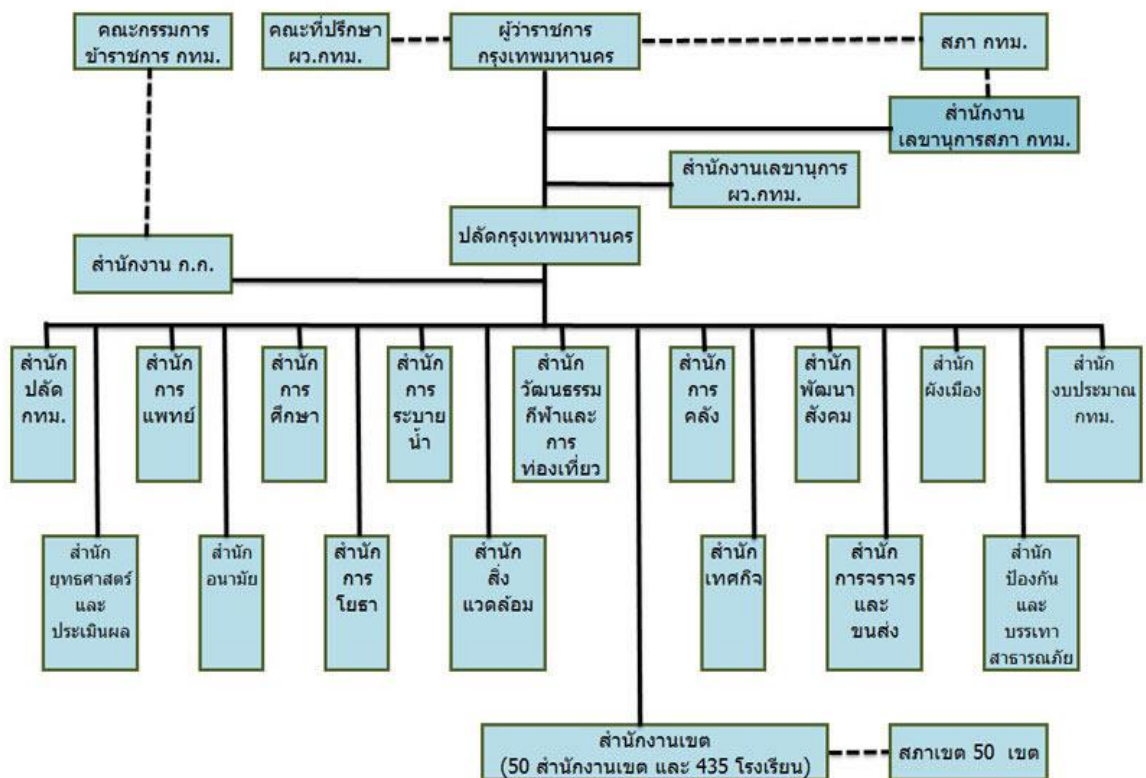 คณะกรรมการ
ข้าราชการ กทม.
คณะที่ปรึกษา
ผว.กทม.
ผู้ว่าราชการ
กรุงเทพมหานคร
สภา กทม.
สำนักงาน
เลขานุการสภา กทม.
สำนักงานเลขานุการ
ผว.กทม.
ปลัดกรุงเทพมหานคร
สำนักงาน ก.ก.
สำนัก
ปลัด
กทม.
สำนัก
การ
แพทย์
สำนัก
การ
ศึกษา
สำนัก
การ
ระบาย
น้ำ
สำนัก
วัฒนธรรม
กีฬาและ
การ
ท่องเที่ยว
สำนัก
การ
คลัง
สำนัก
พัฒนา
สังคม
สำนัก
ผังเมือง
สำนัก
งบประมาณ
กทม.
สำนัก
ยุทธศาสตร์
และ
ประเมินผล
สำนัก
อนามัย
สำนัก
การ
โยธา
สำนัก
สิ่ง
แวดล้อม
สำนัก
เทศกิจ
สำนัก
การจราจร
และ
ขนส่ง
สำนัก
ป้องกัน
และ
บรรเทา
สาธารณภัย
สำนักงานเขต
(50 สำนักงานเขต และ 435 โรงเรียน)
สภาเขต 50 เขต